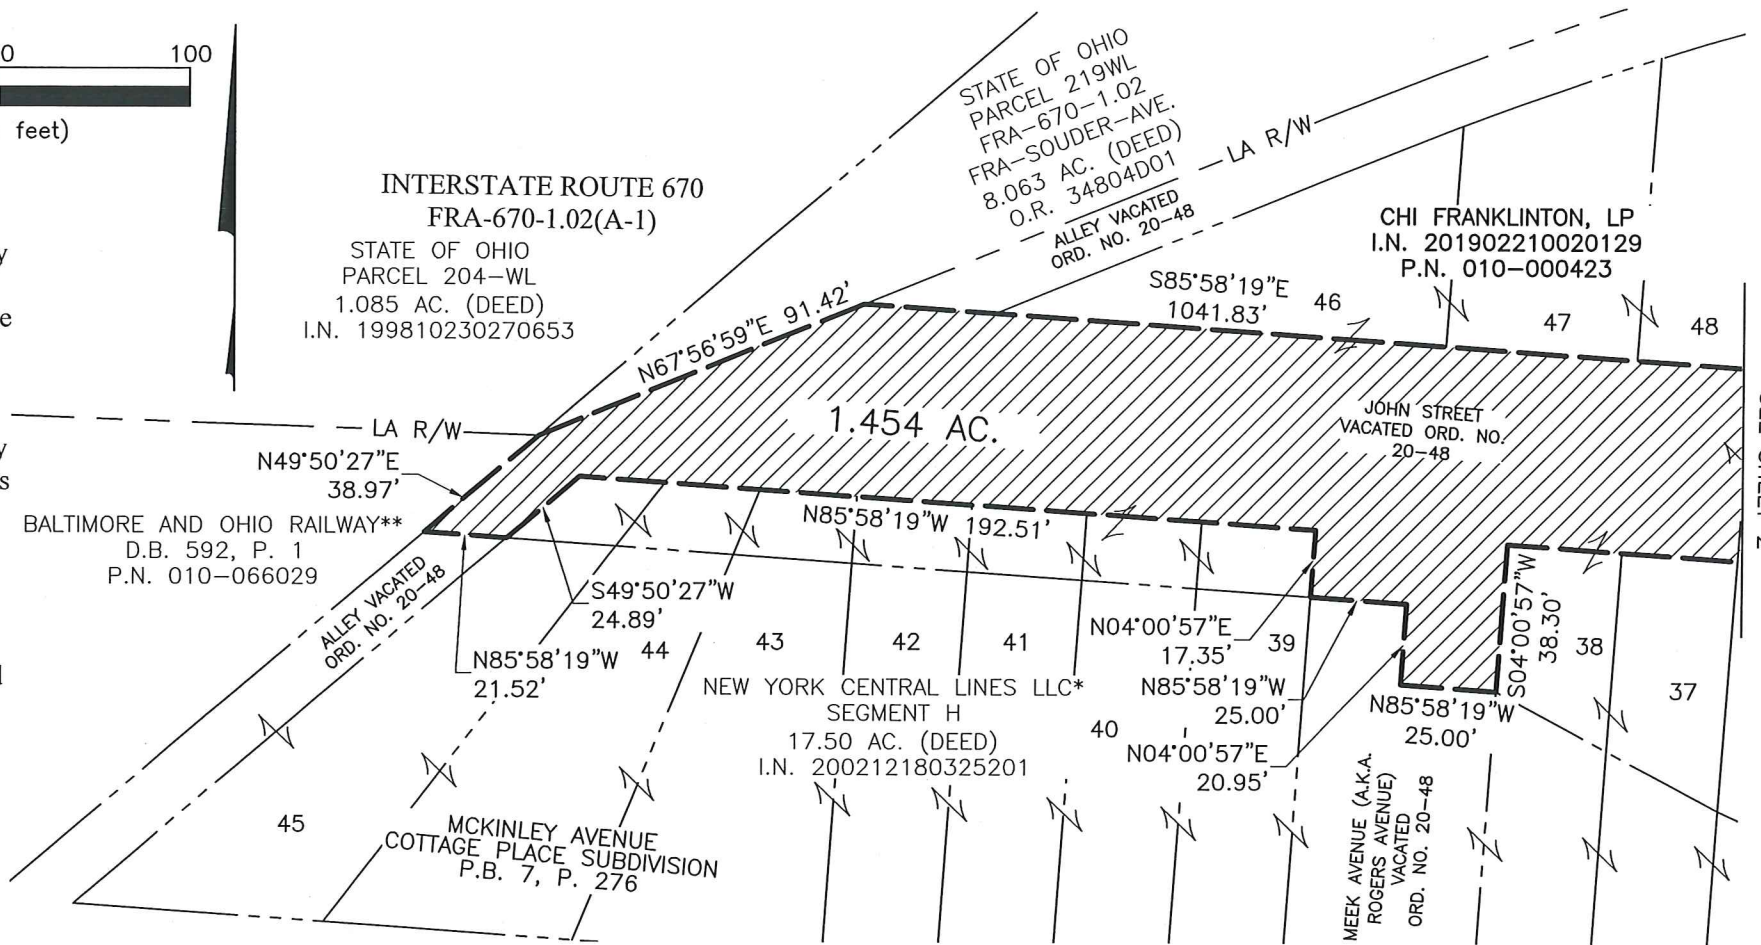 0 100
feet)
y
e
y
s
d
INTERSTATE ROUTE 670
FRA-670-1.02(A-1)
STATE OF OHIO
PARCEL 204-WL
1.085 AC. (DEED)
I.N. 199810230270653
STATE OF OHIO
PARCEL 219WL
FRA-670-1.02
FRA-SOUDER-AVE.
8.063 AC. (DEED)
O.R. 34804D01
LA R/W
ALLEY VACATED
ORD. NO. 20-48
CHI FRANKLINTON, LP
I.N. 201902210020129
P.N. 010-000423
S85°58'19"E
1041.83'
46
47
48
N67°56'59"E 91.42'
LA R/W
N49°50'27"E
38.97'
1.454 AC.
JOHN STREET
VACATED ORD. NO.
20-48
BALTIMORE AND OHIO RAILWAY**
D.B. 592, P. 1
P.N. 010-066029
N85°58'19"W 192.51'
ALLEY VACATED
ORD. NO. 20-48
S49°50'27"W
24.89'
N85°58'19"W
21.52'
44
43
42
41
N04°00'57"E
17.35'
39
S04°00'57"W
38.30'
38
37
NEW YORK CENTRAL LINES LLC*
SEGMENT H
17.50 AC. (DEED)
I.N. 200212180325201
40
N85°58'19"W
25.00'
N85°58'19"W
25.00'
N04°00'57"E
20.95'
45
MCKINLEY AVENUE
COTTAGE PLACE SUBDIVISION
P.B. 7, P. 276
MEEK AVENUE (A.K.A.
ROGERS AVENUE)
VACATED
ORD. NO. 20-48